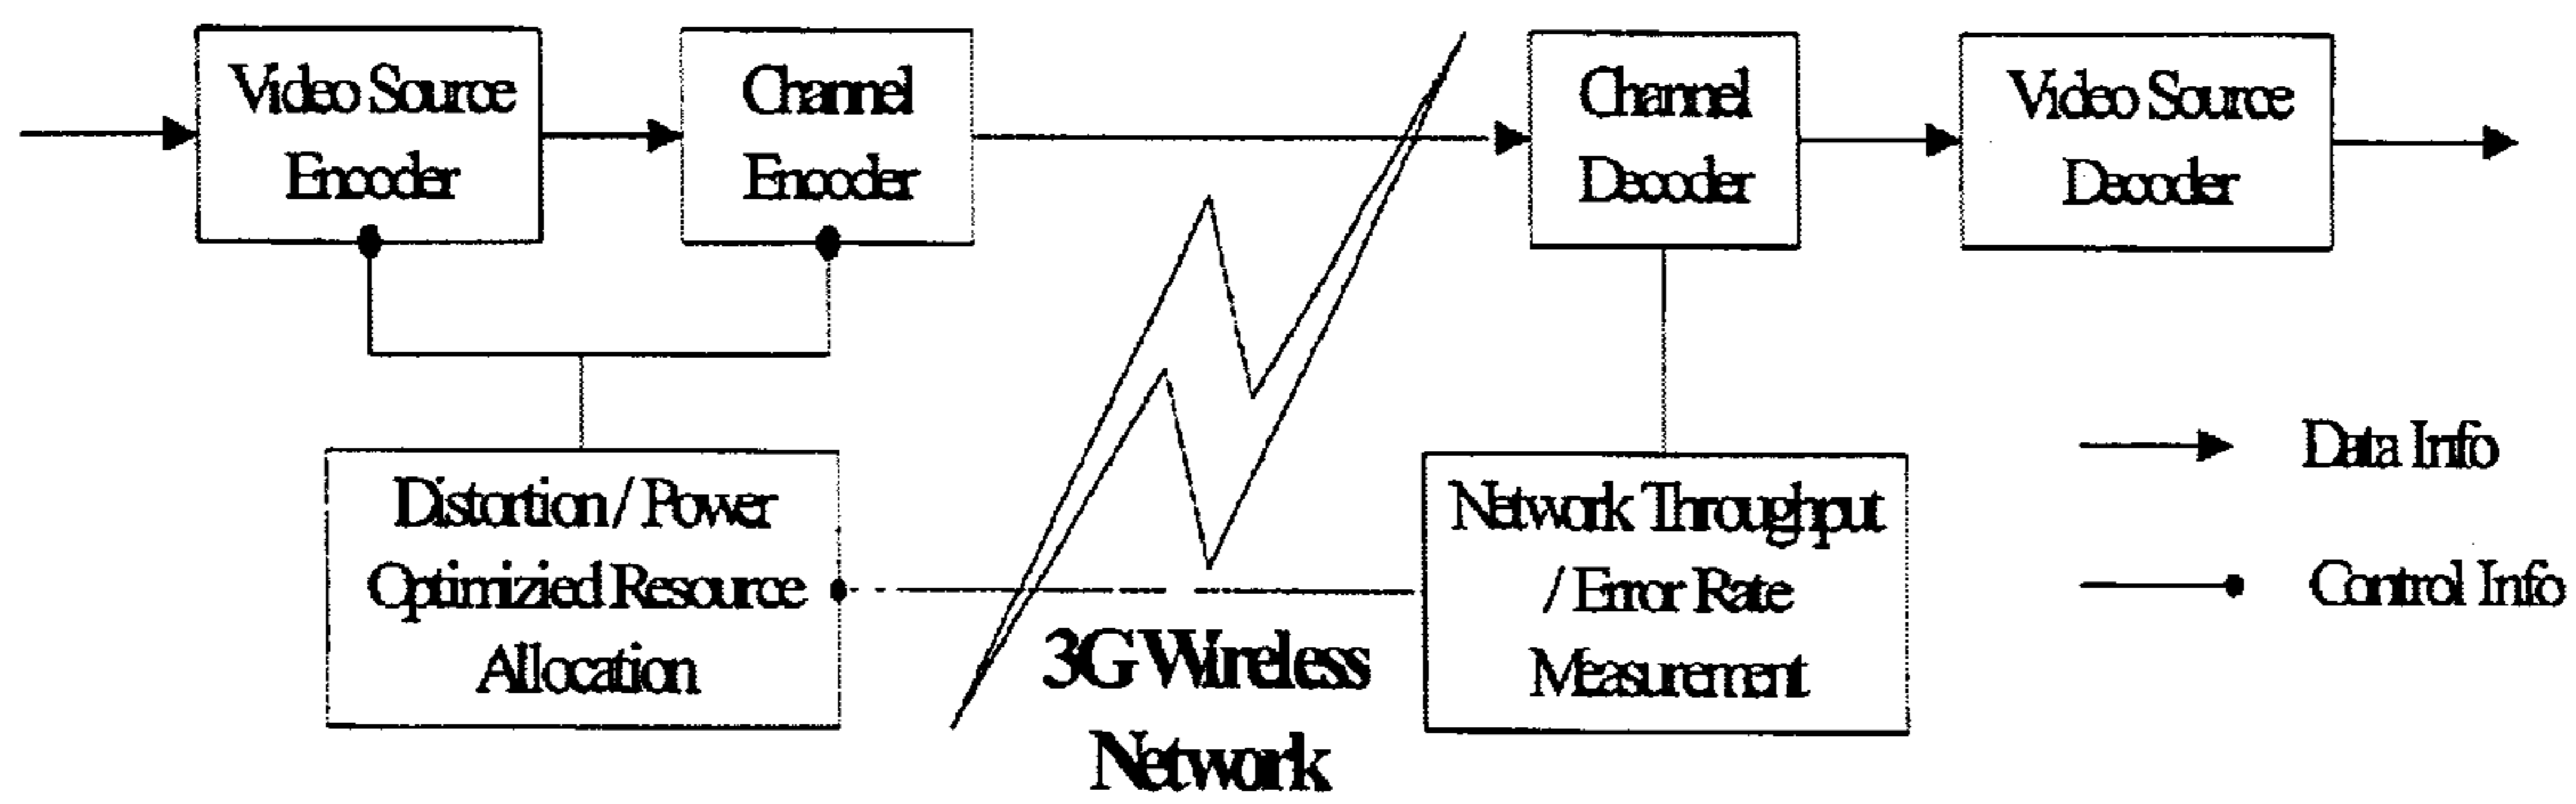 Video Source
Encoder
Channel
Encoder
Channel
Decoder
Video Source
Decoder
Distortion / Power
Optimizied Resource
Allocation
3G Wireless
Network
Network Throughput
/ Error Rate
Measurement
Data Info
Control Info